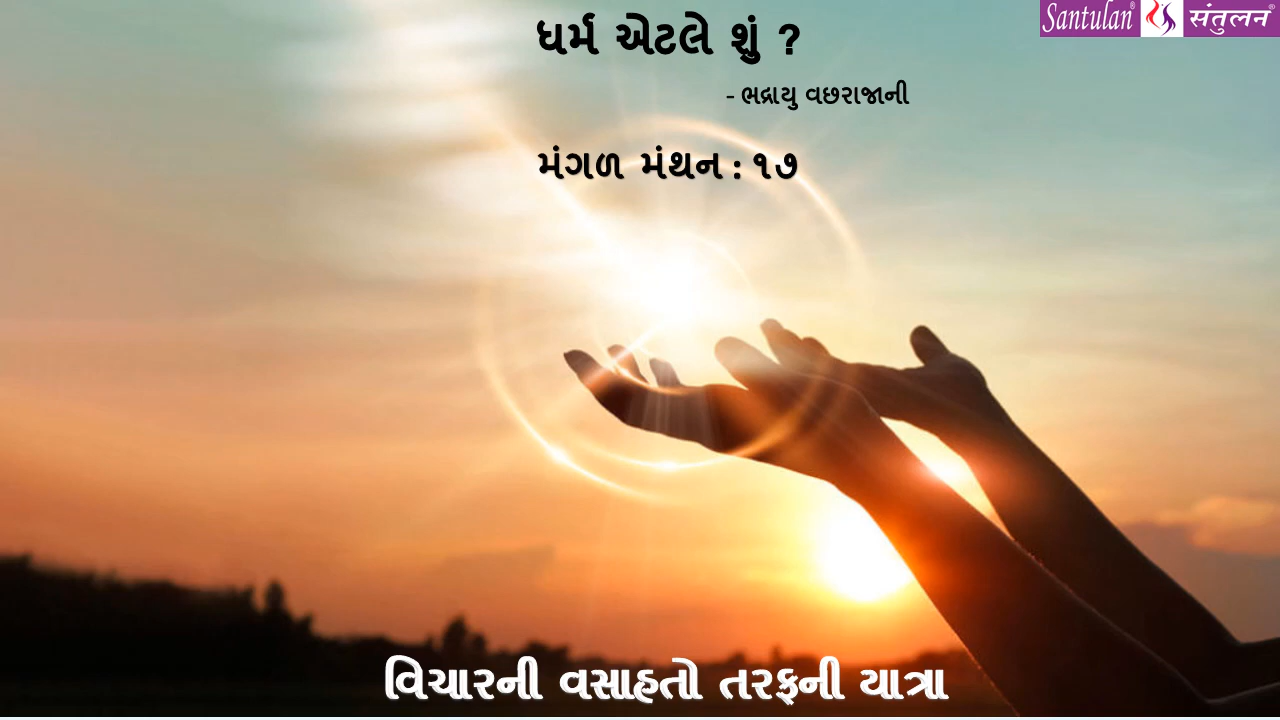 Santulan® संतुलन®
ધર્મ એટલે શું ?
- ભદ્રાયુ વછરાજાની
મંગળ મંથન : ૧૭
વિચારની વસાહતો તરફની યાત્રા